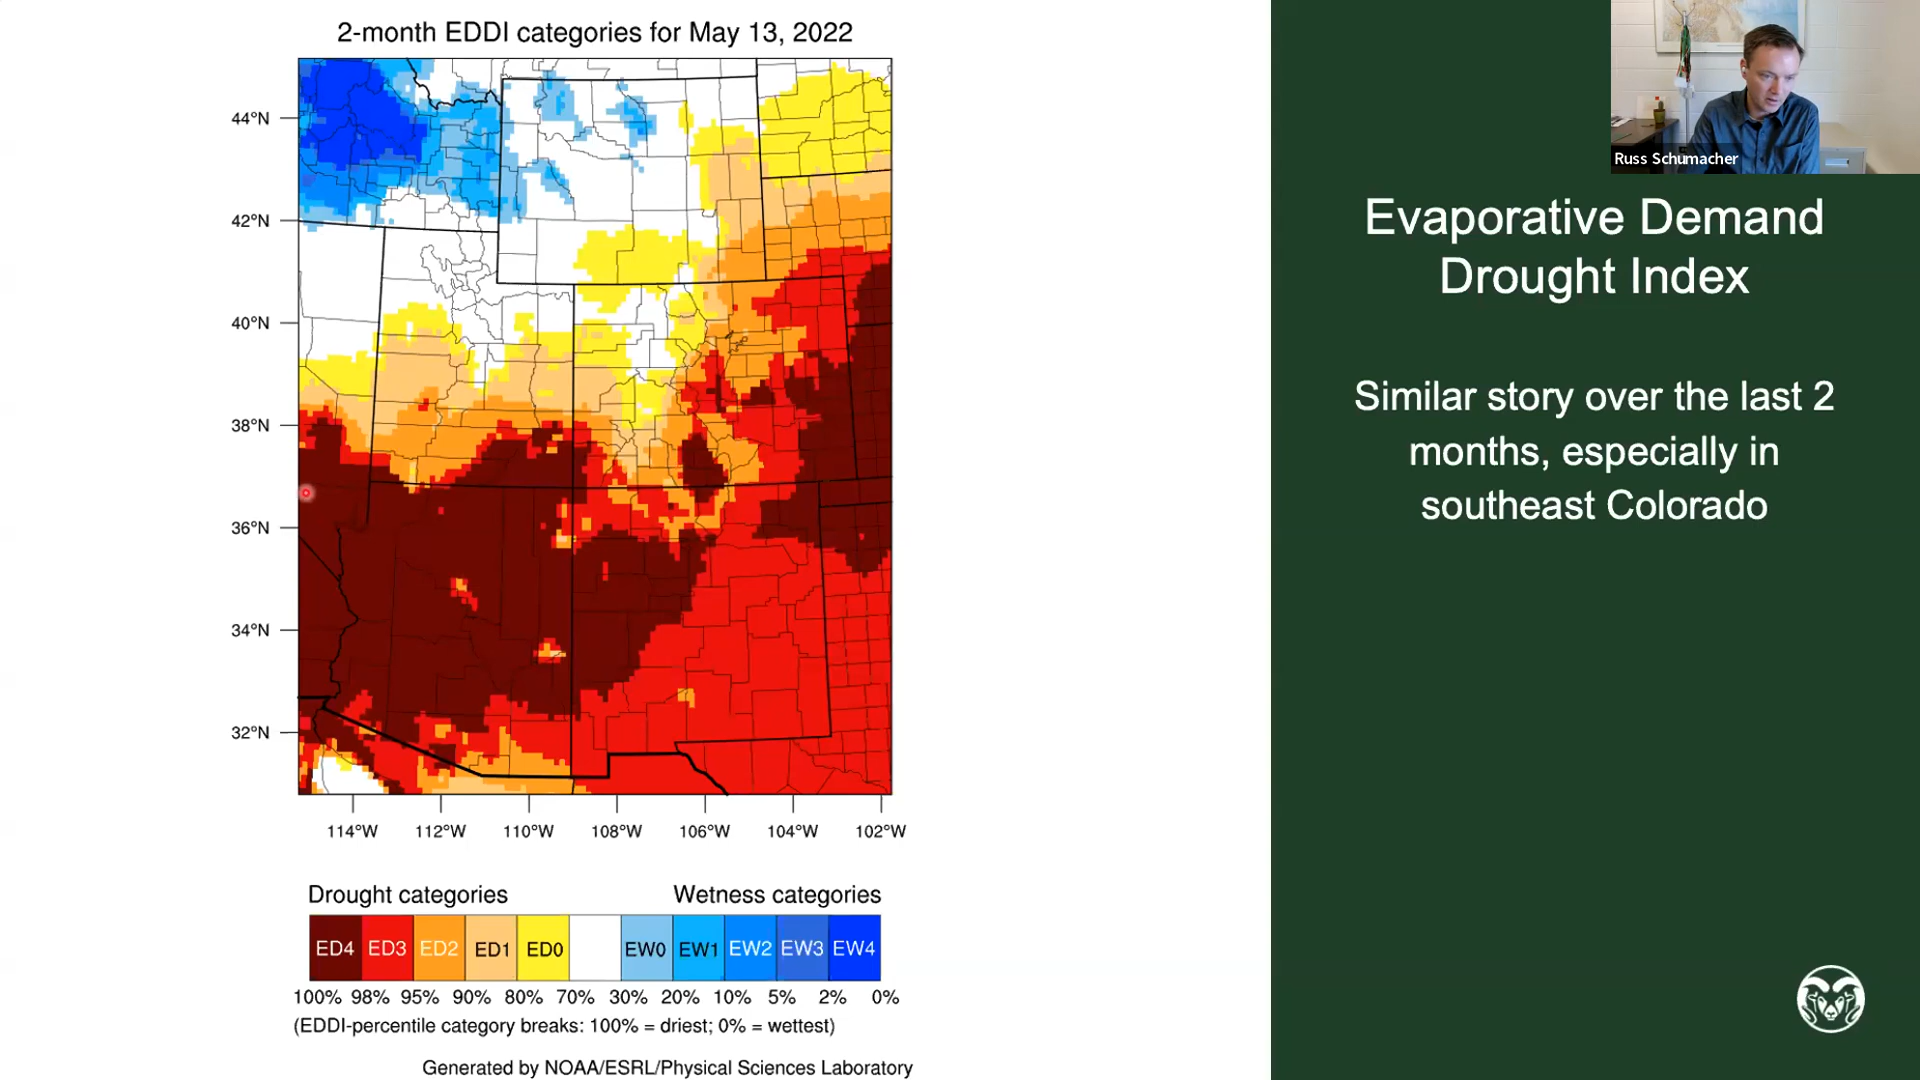 2-month EDDI categories for May 13, 2022
44°N
42°N
40°N
38°N
36°N
34°N
32°N
114°W 112°W 110°W 108°W 106°W 104°W 102°W
Drought categories Wetness categories
ED4 ED3 ED2 ED1 ED0 EW0 EW1 EW2 EW3 EW4
100% 98% 95% 90% 80% 70% 30% 20% 10% 5% 2% 0%
(EDDI-percentile category breaks: 100% = driest; 0% = wettest)
Generated by NOAA/ESRL/Physical Sciences Laboratory
Russ Schumacher
Evaporative Demand
Drought Index
Similar story over the last 2
months, especially in
southeast Colorado